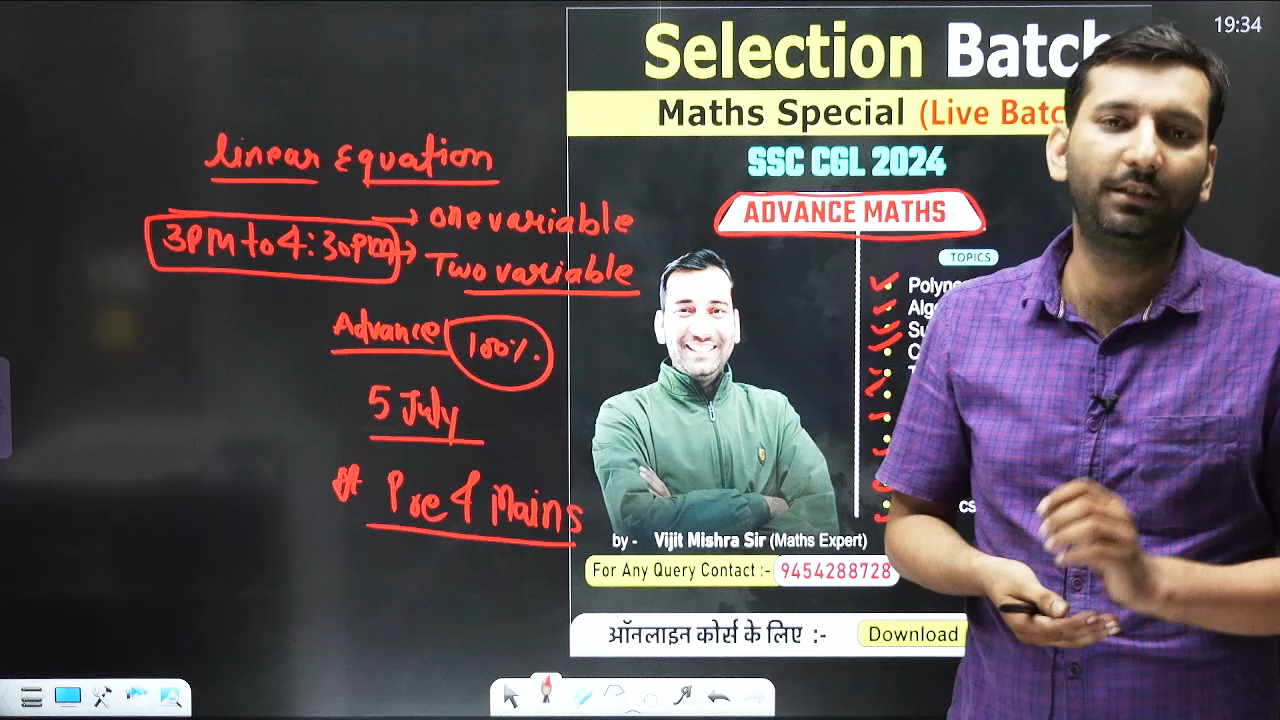 19:34
Selection Batch
Maths Special (Live Batc
SSC CGL 2024
ADVANCE MATHS
TOPICS
Polyno
Alg
Su
C
cs
by - Vijit Mishra Sir (Maths Expert)
For Any Query Contact :- 9454288728
ऑनलाइन कोर्स के लिए :- Download
linear Equation
→ one variable
3PM to 4:30pm → Two variable
Advance 100%.
5 July
Pre & Mains